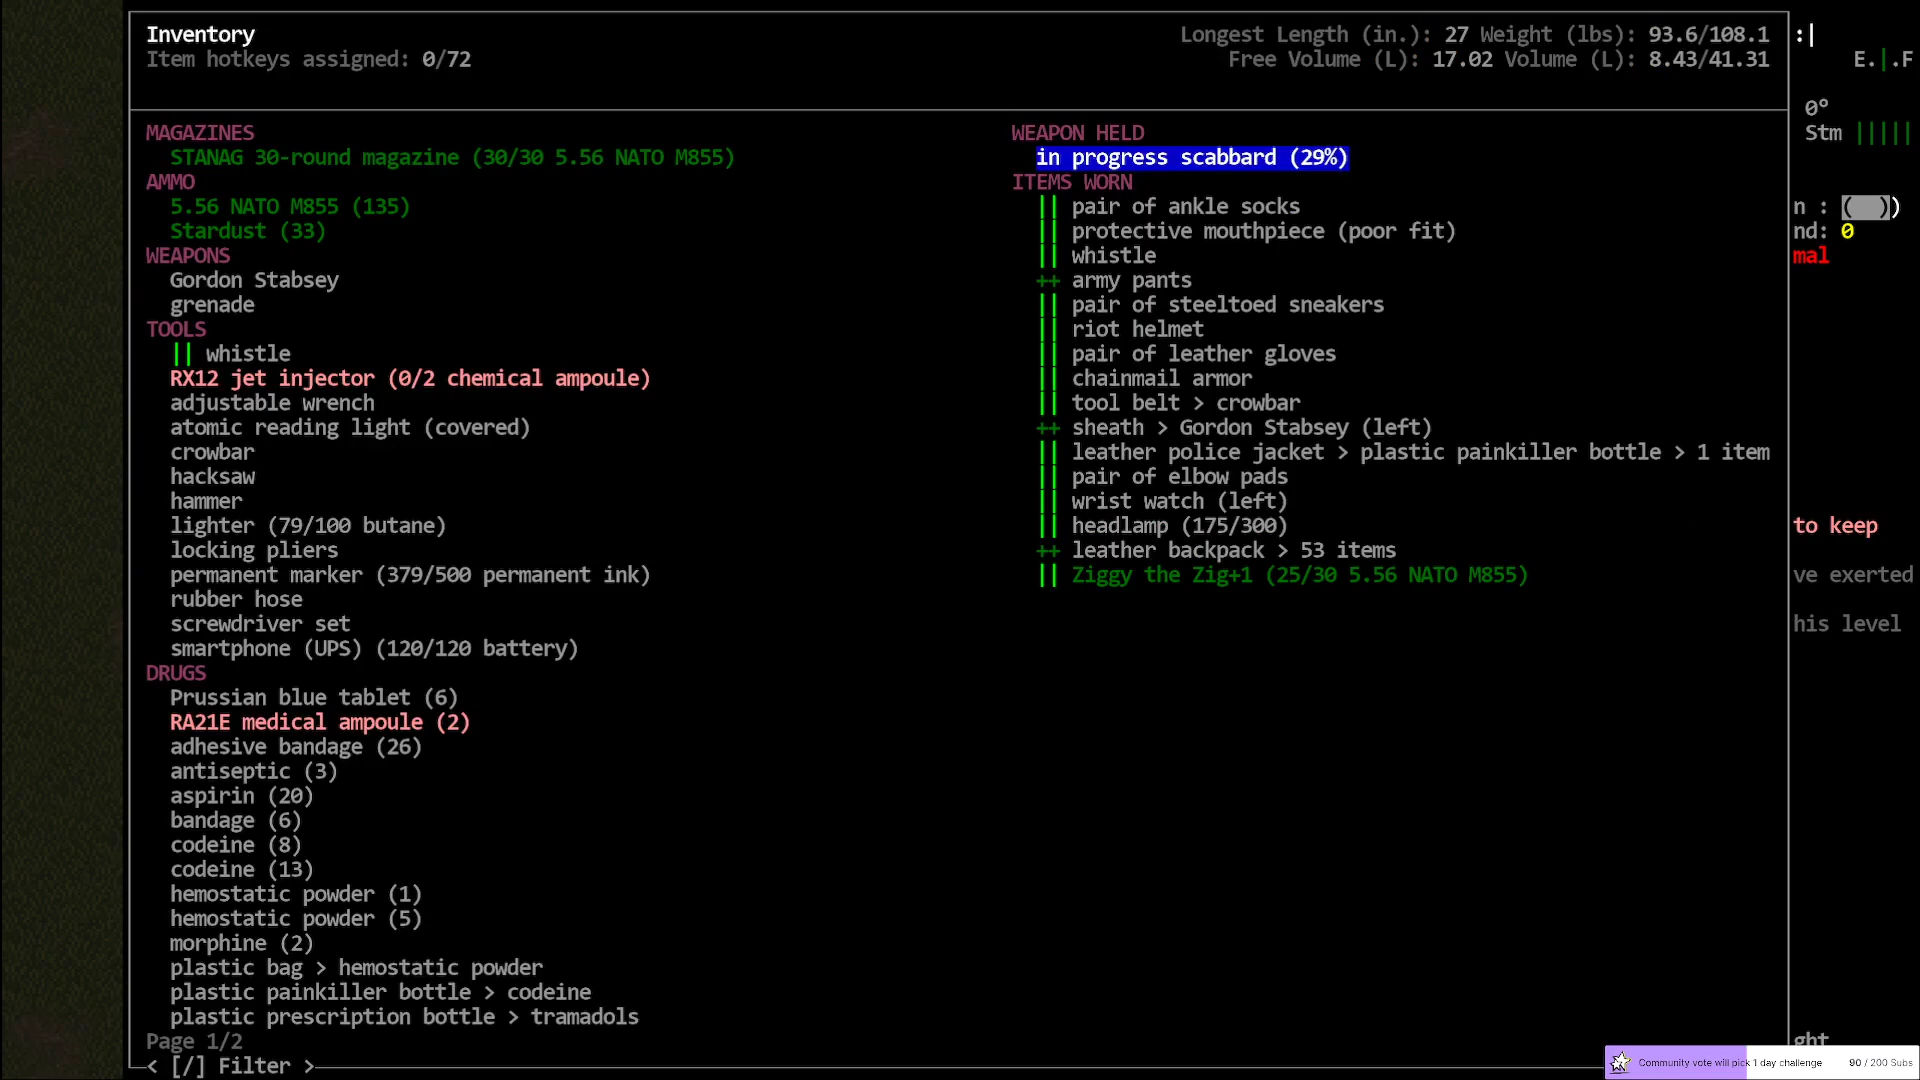 Inventory
Item hotkeys assigned: 0/72
Longest Length (in.): 27 Weight (lbs): 93.6/108.1
Free Volume (L): 17.02 Volume (L): 8.43/41.31
MAGAZINES
STANAG 30-round magazine (30/30 5.56 NATO M855)
AMMO
5.56 NATO M855 (135)
Stardust (33)
WEAPONS
Gordon Stabsey
grenade
TOOLS
|| whistle
RX12 jet injector (0/2 chemical ampoule)
adjustable wrench
atomic reading light (covered)
crowbar
hacksaw
hammer
lighter (79/100 butane)
locking pliers
permanent marker (379/500 permanent ink)
rubber hose
screwdriver set
smartphone (UPS) (120/120 battery)
DRUGS
Prussian blue tablet (6)
RA21E medical ampoule (2)
adhesive bandage (26)
antiseptic (3)
aspirin (20)
bandage (6)
codeine (8)
codeine (13)
hemostatic powder (1)
hemostatic powder (5)
morphine (2)
plastic bag > hemostatic powder
plastic painkiller bottle > codeine
plastic prescription bottle > tramadols
Page 1/2
< [/] Filter >
WEAPON HELD
in progress scabbard (29%)
ITEMS WORN
|| pair of ankle socks
|| protective mouthpiece (poor fit)
|| whistle
++ army pants
|| pair of steeltoed sneakers
|| riot helmet
|| pair of leather gloves
|| chainmail armor
|| tool belt > crowbar
++ sheath > Gordon Stabsey (left)
|| leather police jacket > plastic painkiller bottle > 1 item
|| pair of elbow pads
|| wrist watch (left)
|| headlamp (175/300)
++ leather backpack > 53 items
|| Ziggy the Zig+1 (25/30 5.56 NATO M855)
:|
E.|.F
0°
Stm |||||
n : ( ))
nd: 0
mal
to keep
ve exerted
his level
ght
Community vote will pick 1 day challenge 90 / 200 Subs